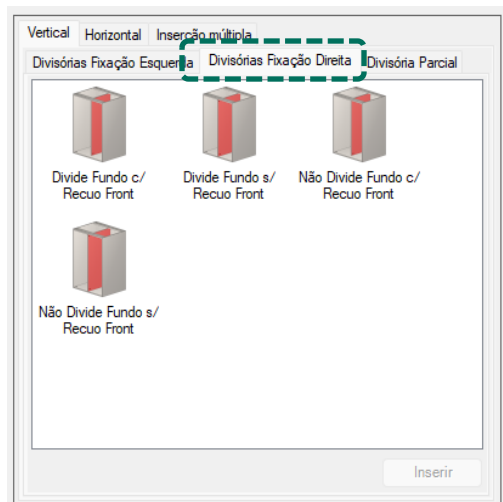 Vertical Horizontal Inserção múltipla
Divisórias Fixação Esquerda Divisórias Fixação Direita Divisória Parcial
Divide Fundo c/
Recuo Front
Divide Fundo s/
Recuo Front
Não Divide Fundo c/
Recuo Front
Não Divide Fundo s/
Recuo Front
Inserir